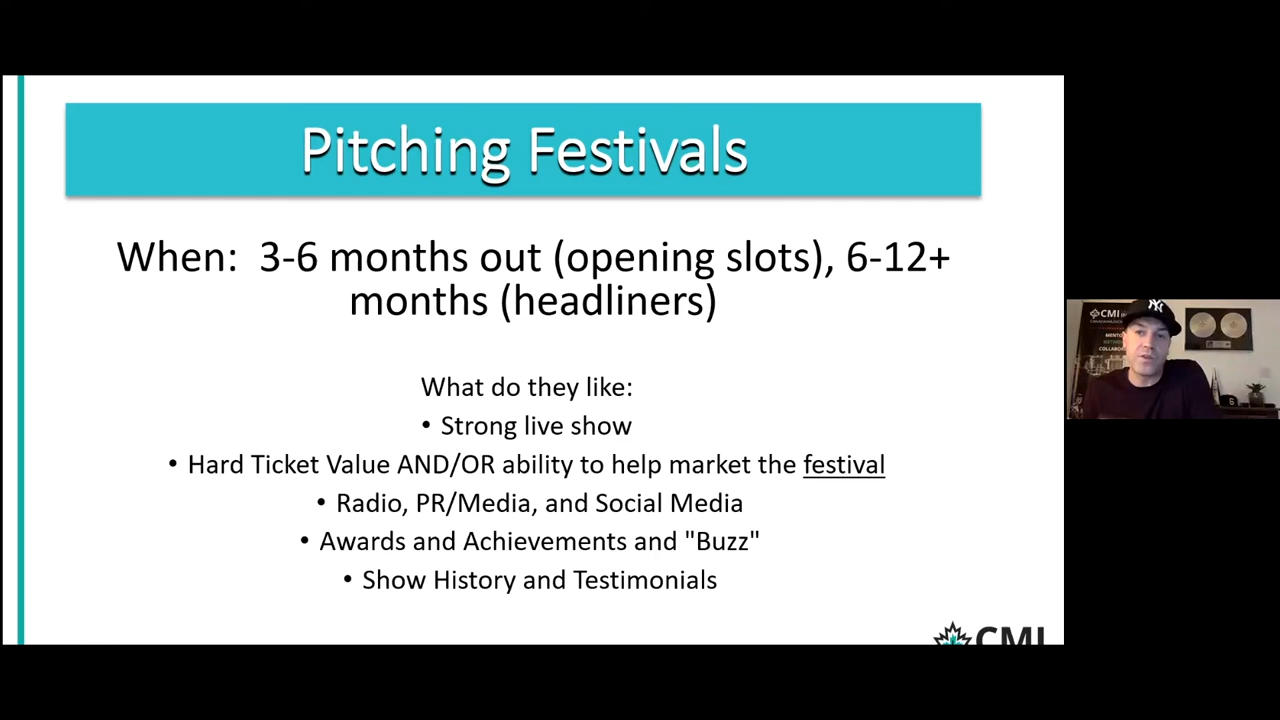 Pitching Festivals
When: 3-6 months out (opening slots), 6-12+
months (headliners)
What do they like:
• Strong live show
• Hard Ticket Value AND/OR ability to help market the festival
• Radio, PR/Media, and Social Media
• Awards and Achievements and "Buzz"
• Show History and Testimonials
CMI
CMI